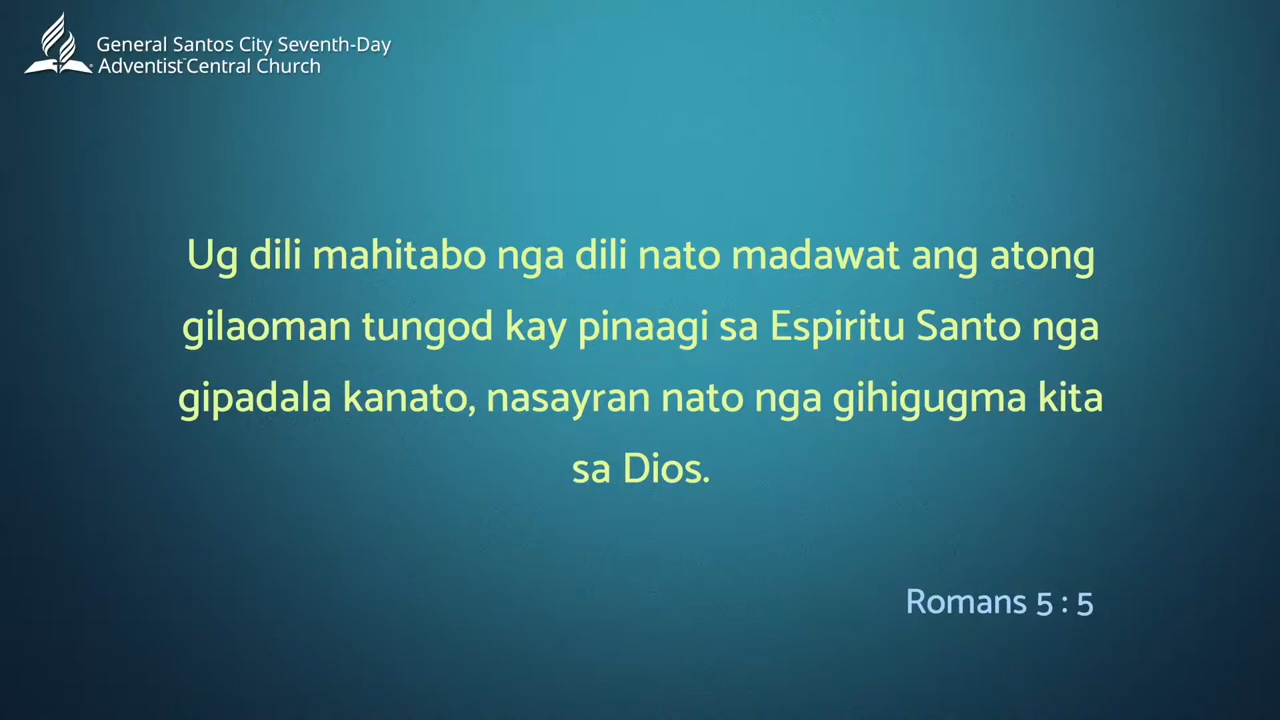 General Santos City Seventh-Day
Adventist Central Church
Ug dili mahitabo nga dili nato madawat ang atong
gilaoman tungod kay pinaagi sa Espiritu Santo nga
gipadala kanato, nasayran nato nga gihigugma kita
sa Dios.
Romans 5 : 5